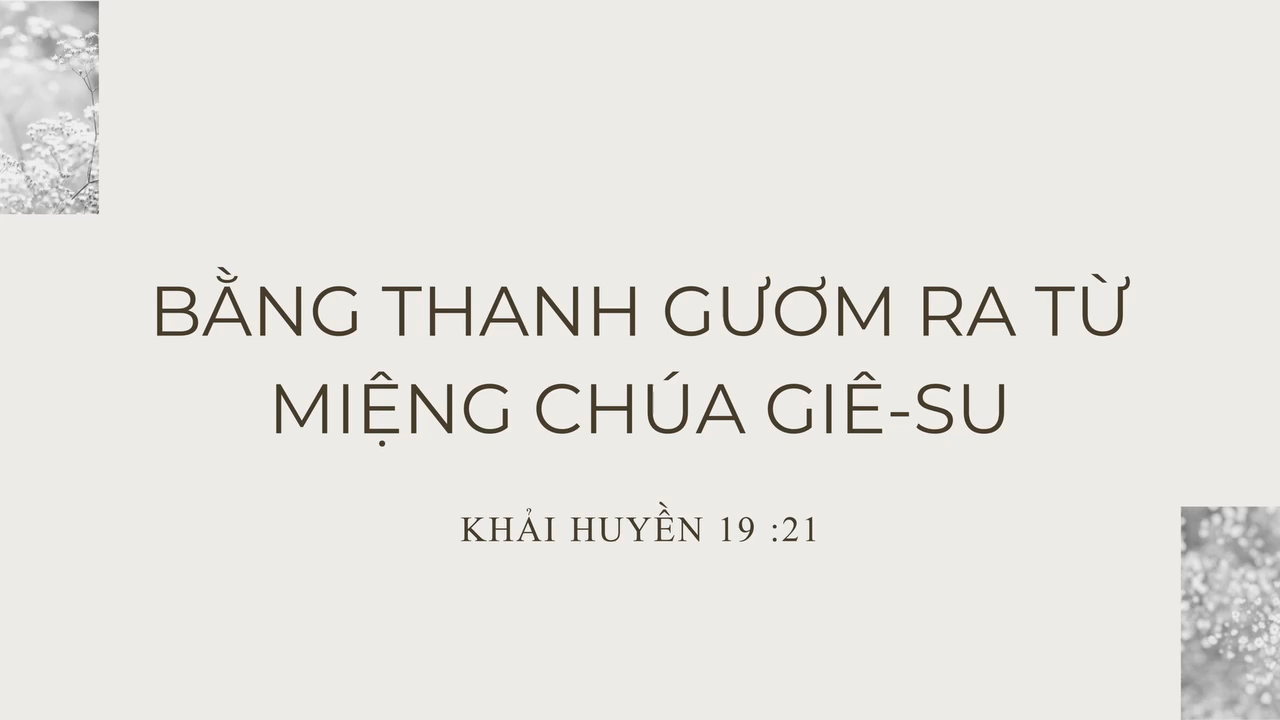 BẰNG THANH GƯƠM RA TỪ
MIỆNG CHÚA GIÊ-SU
KHẢI HUYỀN 19 :21